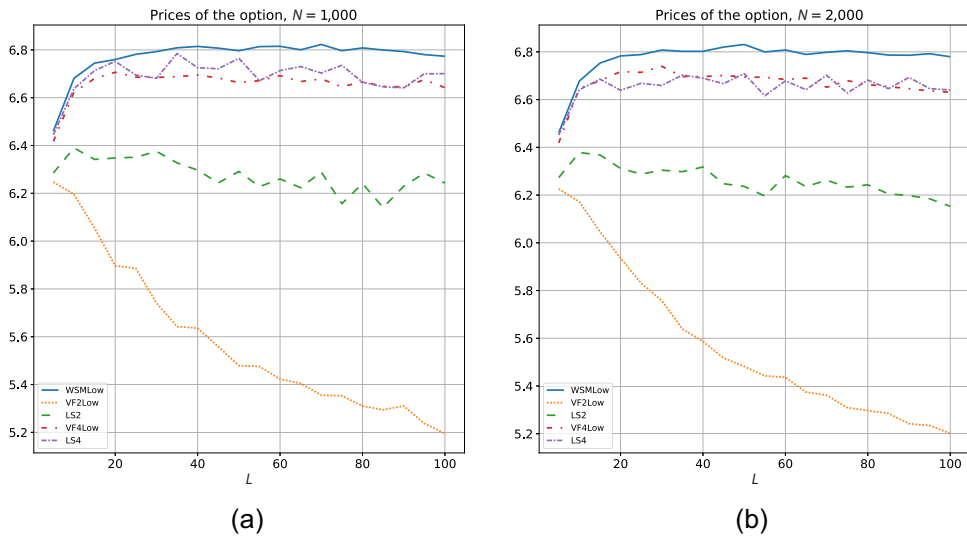 Prices of the option, N = 1,000
6.8
6.6
6.4
6.2
6.0
5.8
5.6
5.4
5.2
WSMLow
VF2Low
LS2
VF4Low
LS4
20 40 60 80 100
L
(a)
Prices of the option, N = 2,000
6.8
6.6
6.4
6.2
6.0
5.8
5.6
5.4
5.2
WSMLow
VF2Low
LS2
VF4Low
LS4
20 40 60 80 100
L
(b)